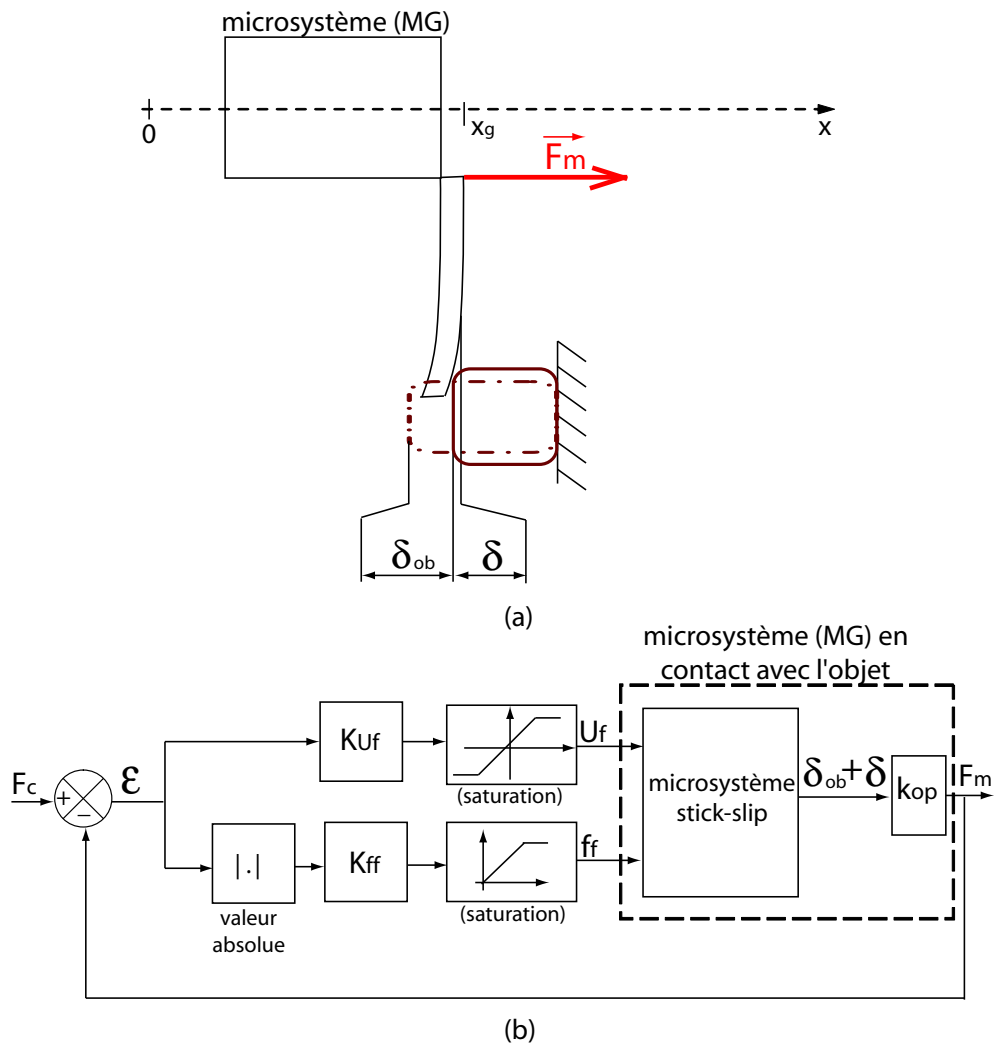 microsystème (MG)
0
xg
x
Fm
δob
δ
(a)
microsystème (MG) en
contact avec l'objet
Fc
+
−
ε
KUf
(saturation)
Uf
|.|
valeur
absolue
Kff
(saturation)
ff
microsystème
stick-slip
δob+δ
kop
Fm
(b)